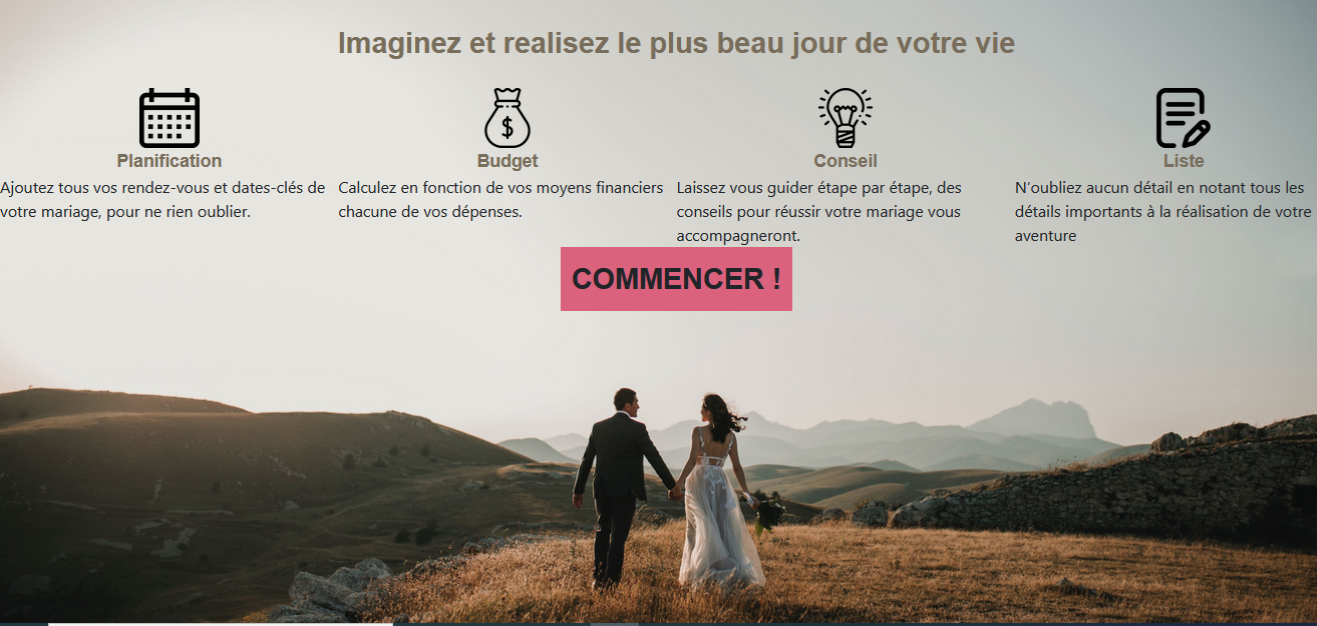 Imaginez et realisez le plus beau jour de votre vie
$
Planification
Ajoutez tous vos rendez-vous et dates-clés de
votre mariage, pour ne rien oublier.
Budget
Calculez en fonction de vos moyens financiers
chacune de vos dépenses.
Conseil
Laissez vous guider étape par étape, des
conseils pour réussir votre mariage vous
accompagneront.
Liste
N'oubliez aucun détail en notant tous les
détails importants à la réalisation de votre
aventure
COMMENCER !